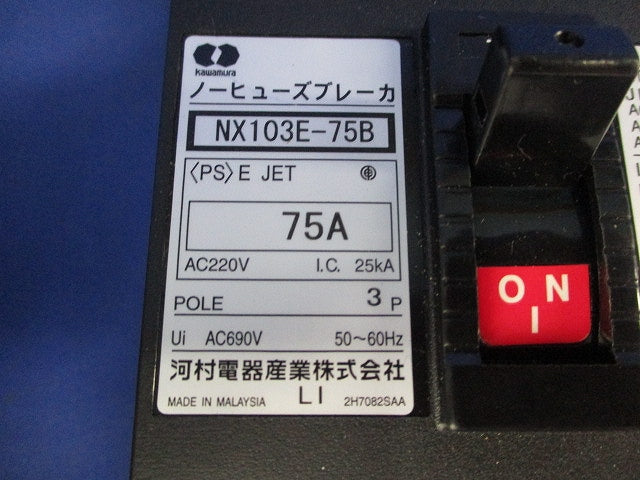 kawamura
ノーヒューズブレーカ
NX103E-75B
〈PS〉E JET
75A
AC220V I.C. 25kA
POLE 3 P
Ui AC690V 50～60Hz
河村電器産業株式会社
MADE IN MALAYSIA LI 2H7082SAA
ON
I